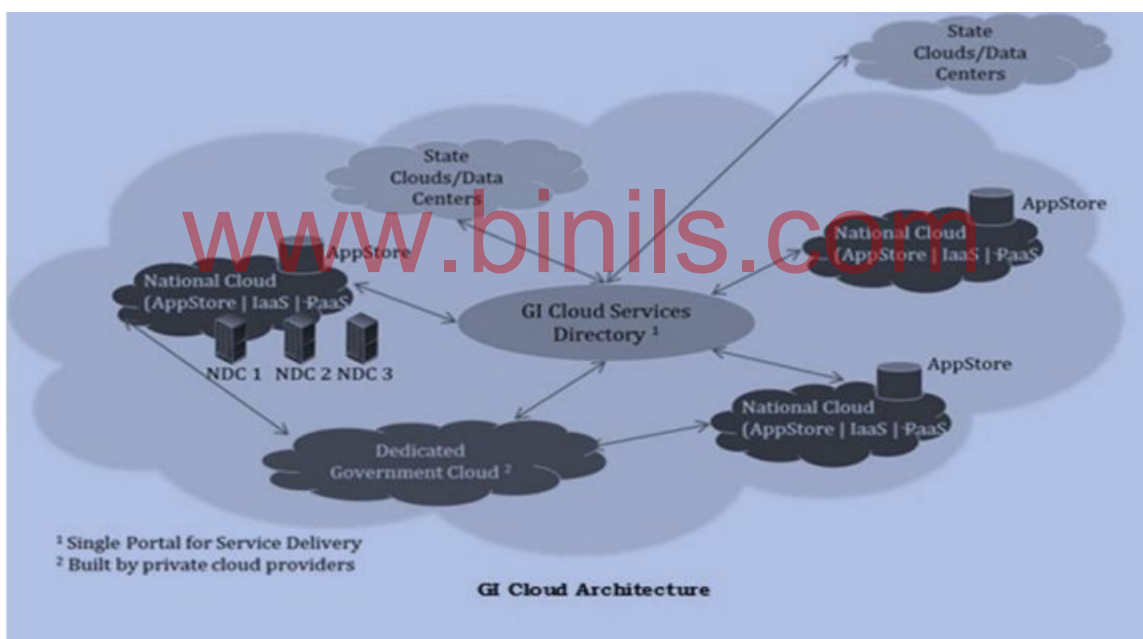 State
Clouds/Data
Centers
State
Clouds/Data
Centers
www.binils.com
AppStore
National Cloud
(AppStore | IaaS | PaaS
AppStore
National Cloud
(AppStore | IaaS | PaaS
NDC 1 NDC 2 NDC 3
GI Cloud Services
Directory ¹
AppStore
National Cloud
(AppStore | IaaS | PaaS
Dedicated
Government Cloud ²
¹ Single Portal for Service Delivery
² Built by private cloud providers
GI Cloud Architecture